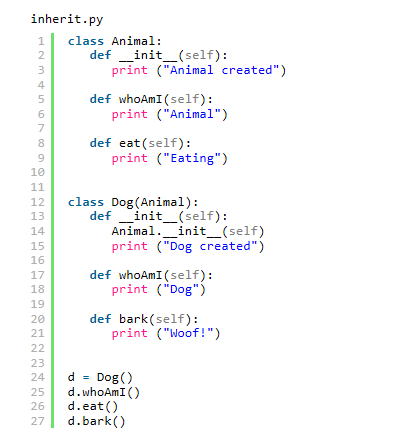 inherit.py
1 class Animal:
2 def __init__(self):
3 print ("Animal created")
4
5 def whoAmI(self):
6 print ("Animal")
7
8 def eat(self):
9 print ("Eating")
10
11
12 class Dog(Animal):
13 def __init__(self):
14 Animal.__init__(self)
15 print ("Dog created")
16
17 def whoAmI(self):
18 print ("Dog")
19
20 def bark(self):
21 print ("Woof!")
22
23
24 d = Dog()
25 d.whoAmI()
26 d.eat()
27 d.bark()